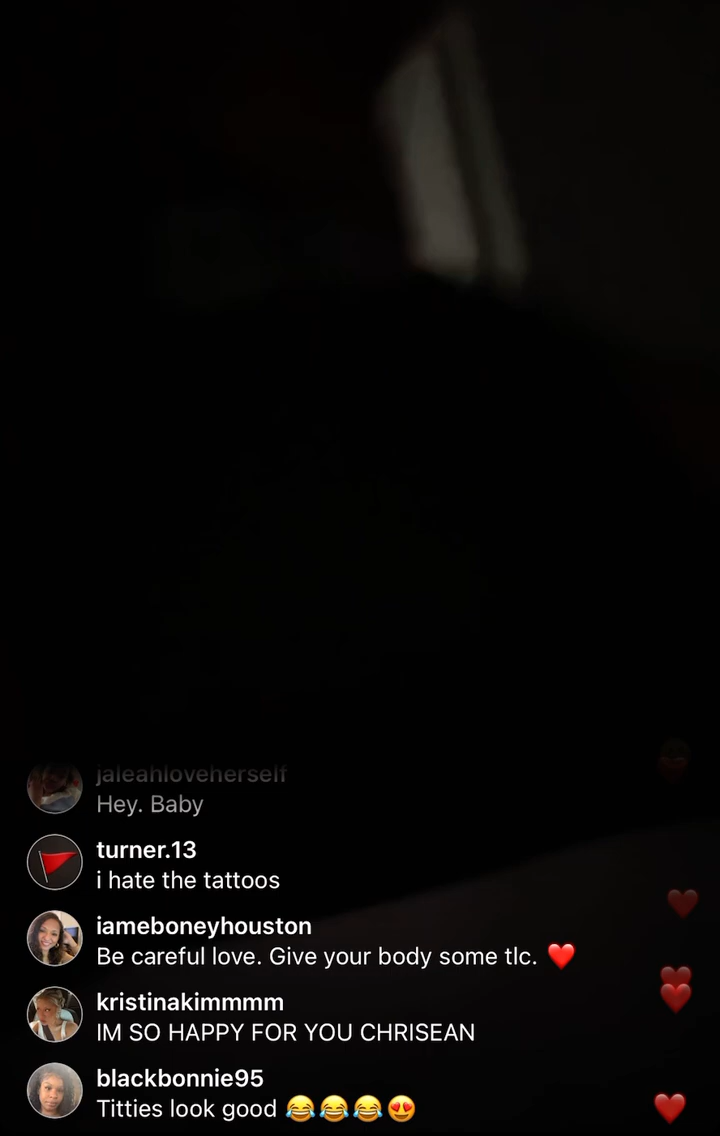 jaleahloveherself
Hey. Baby
turner.13
i hate the tattoos
iameboneyhouston
Be careful love. Give your body some tlc. ❤️
kristinakimmmm
IM SO HAPPY FOR YOU CHRISEAN
blackbonnie95
Titties look good 😂😂😂😍